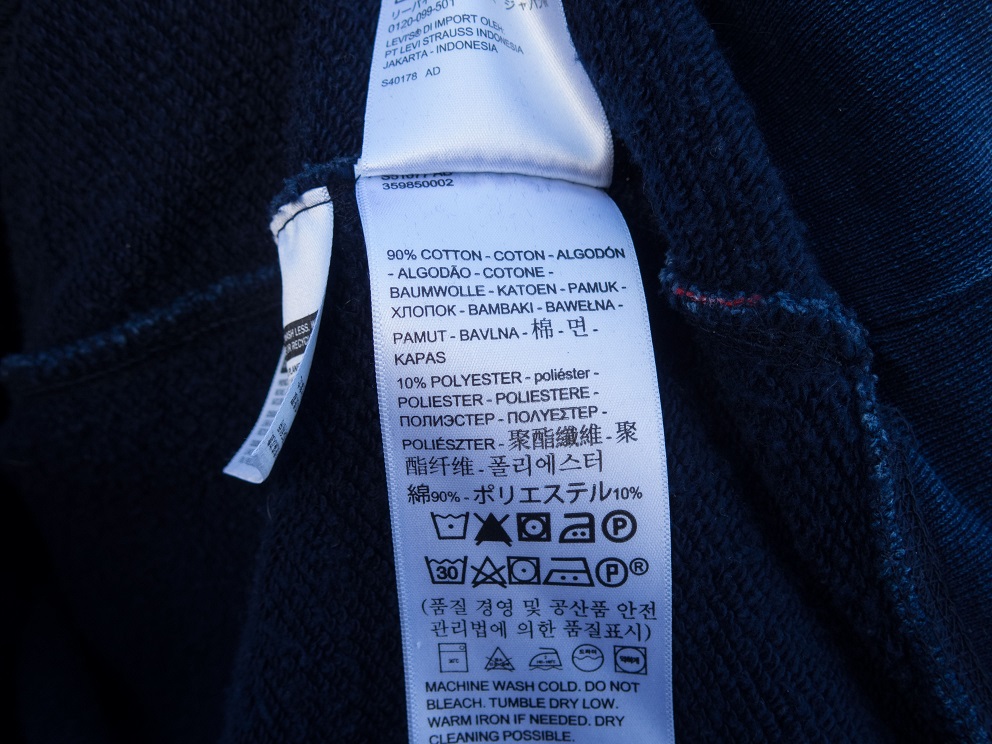 0120-099-501
LEVI'S® DI IMPORT OLEH
PT LEVI STRAUSS INDONESIA
JAKARTA - INDONESIA
S40178 AD
359850002
90% COTTON - COTON - ALGODÓN
- ALGODÃO - COTONE -
BAUMWOLLE - KATOEN - PAMUK -
ХЛОПОК - BAMBAKI - BAWEŁNA -
PAMUT - BAVLNA - 棉 - 면 -
KAPAS
10% POLYESTER - poliéster -
POLIESTER - POLIESTERE -
ПОЛИЭСТЕР - ΠΟΛΥΕΣΤΕΡ -
POLIÉSZTER - 聚酯纖維 - 聚
酯纤维 - 폴리에스터
綿90% - ポリエステル10%
P
30 P®
(품질 경영 및 공산품 안전
관리법에 의한 품질표시)
MACHINE WASH COLD. DO NOT
BLEACH. TUMBLE DRY LOW.
WARM IRON IF NEEDED. DRY
CLEANING POSSIBLE.